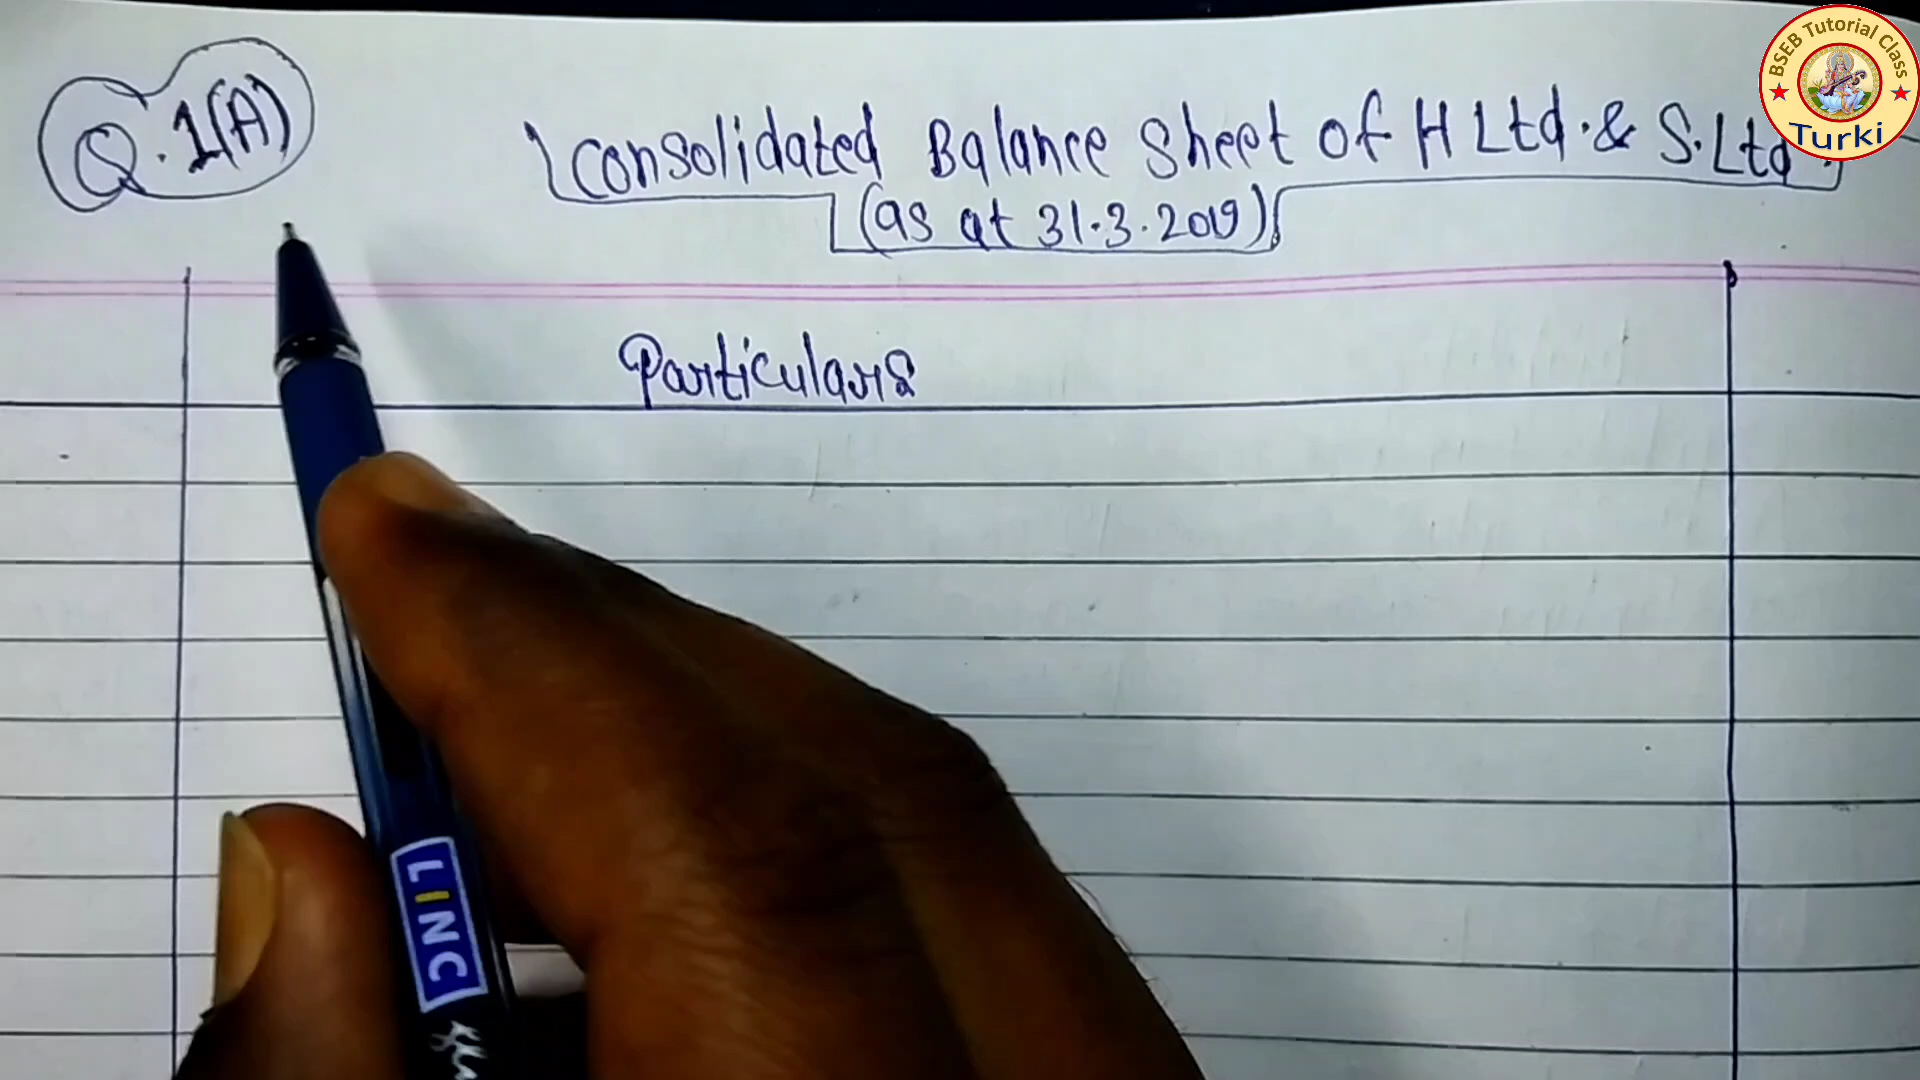 Q.1(A)
Consolidated Balance Sheet of H Ltd. & S. Ltd.
(as at 31.3.2019)
Particulars
LINC
BSEB Tutorial Class
Turki